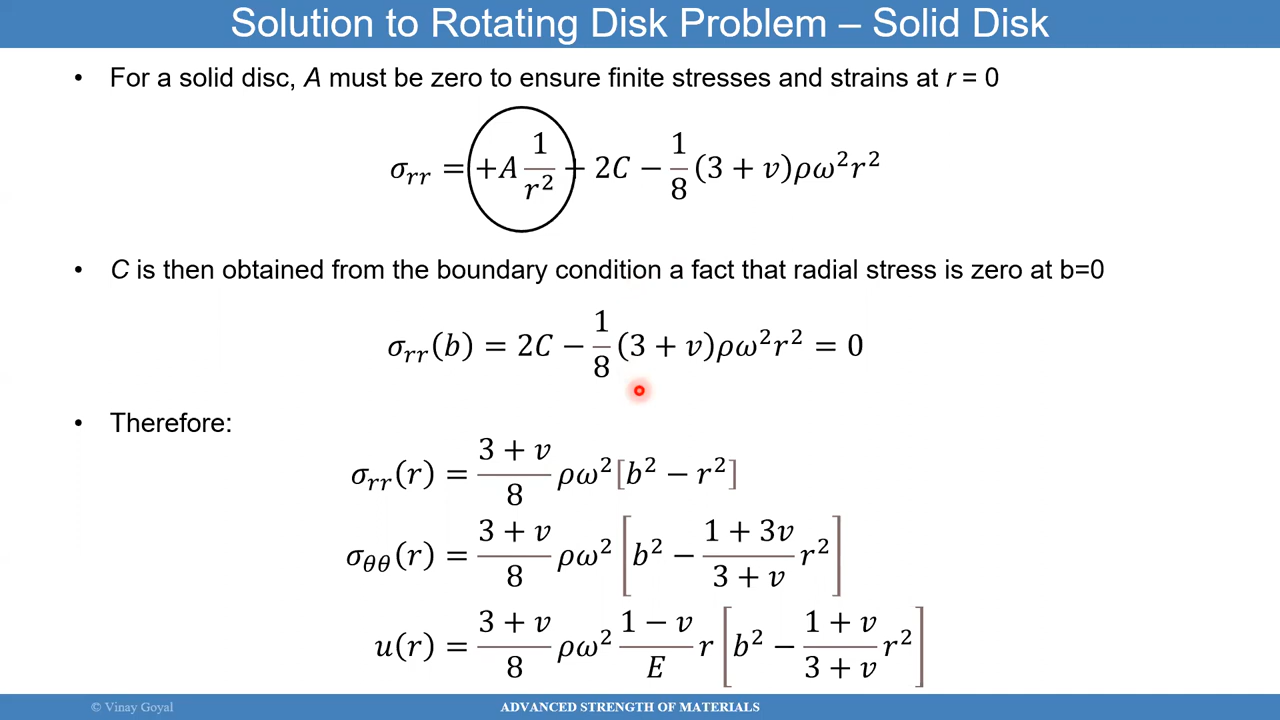 Solution to Rotating Disk Problem – Solid Disk
• For a solid disc, A must be zero to ensure finite stresses and strains at r = 0
σ_rr = +A 1/r² + 2C − 1/8 (3 + v)ρω²r²
• C is then obtained from the boundary condition a fact that radial stress is zero at b=0
σ_rr(b) = 2C − 1/8 (3 + v)ρω²r² = 0
• Therefore:
σ_rr(r) = (3 + v)/8 ρω²[b² − r²]
σ_θθ(r) = (3 + v)/8 ρω² [b² − (1 + 3v)/(3 + v) r²]
u(r) = (3 + v)/8 ρω² (1 − v)/E r [b² − (1 + v)/(3 + v) r²]
© Vinay Goyal
ADVANCED STRENGTH OF MATERIALS